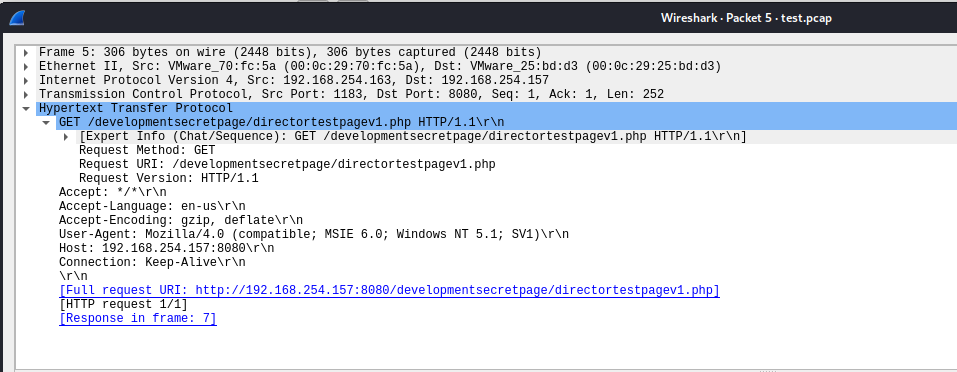 Wireshark · Packet 5 · test.pcap
Frame 5: 306 bytes on wire (2448 bits), 306 bytes captured (2448 bits)
Ethernet II, Src: VMware_70:fc:5a (00:0c:29:70:fc:5a), Dst: VMware_25:bd:d3 (00:0c:29:25:bd:d3)
Internet Protocol Version 4, Src: 192.168.254.163, Dst: 192.168.254.157
Transmission Control Protocol, Src Port: 1183, Dst Port: 8080, Seq: 1, Ack: 1, Len: 252
Hypertext Transfer Protocol
GET /developmentsecretpage/directortestpagev1.php HTTP/1.1\r\n
[Expert Info (Chat/Sequence): GET /developmentsecretpage/directortestpagev1.php HTTP/1.1\r\n]
Request Method: GET
Request URI: /developmentsecretpage/directortestpagev1.php
Request Version: HTTP/1.1
Accept: */*\r\n
Accept-Language: en-us\r\n
Accept-Encoding: gzip, deflate\r\n
User-Agent: Mozilla/4.0 (compatible; MSIE 6.0; Windows NT 5.1; SV1)\r\n
Host: 192.168.254.157:8080\r\n
Connection: Keep-Alive\r\n
\r\n
[Full request URI: http://192.168.254.157:8080/developmentsecretpage/directortestpagev1.php]
[HTTP request 1/1]
[Response in frame: 7]